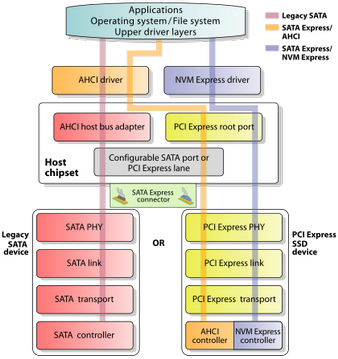 Applications
Operating system/File system
Upper driver layers
Legacy SATA
SATA Express/
AHCI
SATA Express/
NVM Express
AHCI driver
NVM Express driver
AHCI host bus adapter
PCI Express root port
Host
chipset
Configurable SATA port or
PCI Express lane
SATA Express
connector
Legacy
SATA
device
SATA PHY
SATA link
SATA transport
SATA controller
OR
PCI Express PHY
PCI Express link
PCI Express transport
AHCI
controller
NVM Express
controller
PCI Express
SSD
device